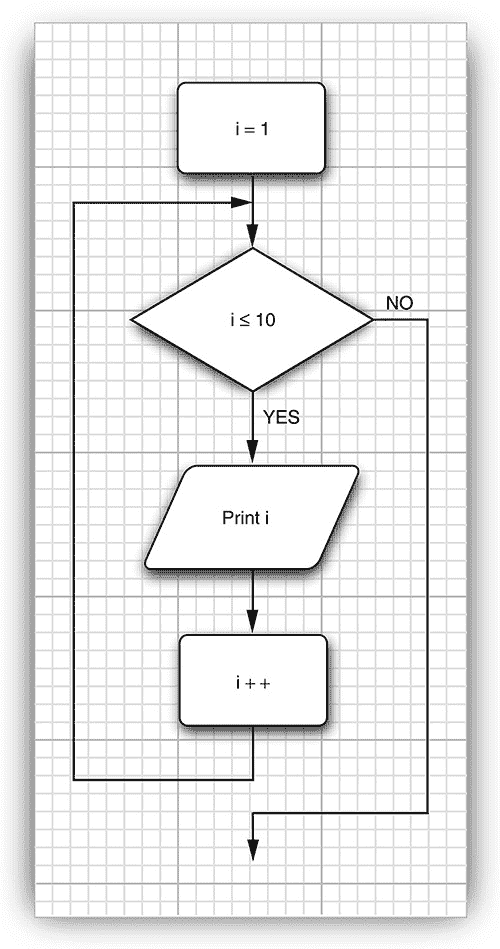 i = 1
i ≤ 10
NO
YES
Print i
i + +